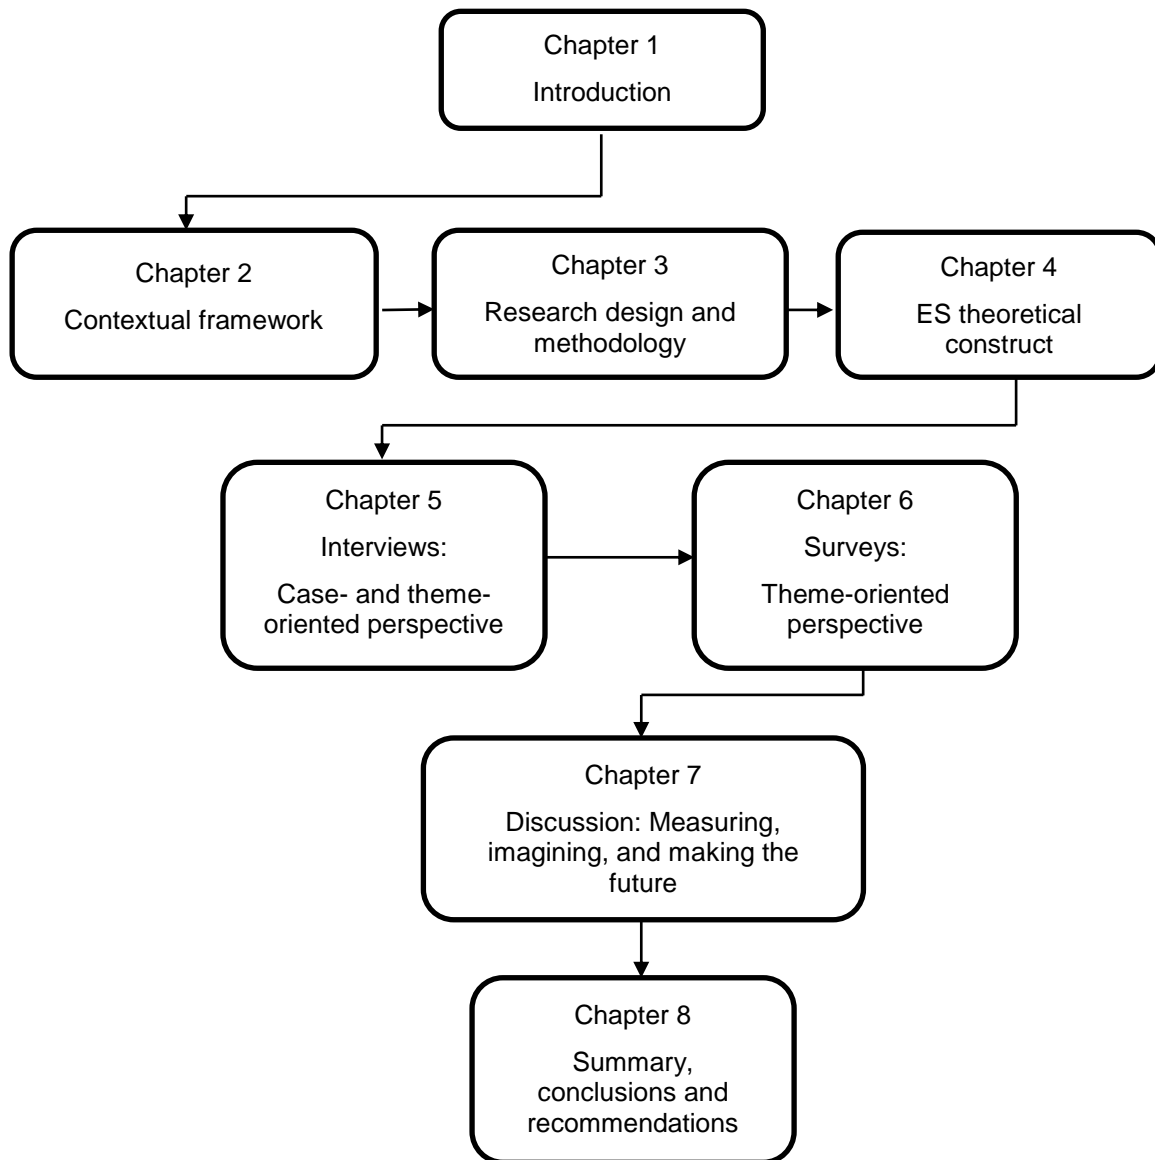 Chapter 1
Introduction
Chapter 2
Contextual framework
Chapter 3
Research design and
methodology
Chapter 4
ES theoretical
construct
Chapter 5
Interviews:
Case- and theme-
oriented perspective
Chapter 6
Surveys:
Theme-oriented
perspective
Chapter 7
Discussion: Measuring,
imagining, and making the
future
Chapter 8
Summary,
conclusions and
recommendations